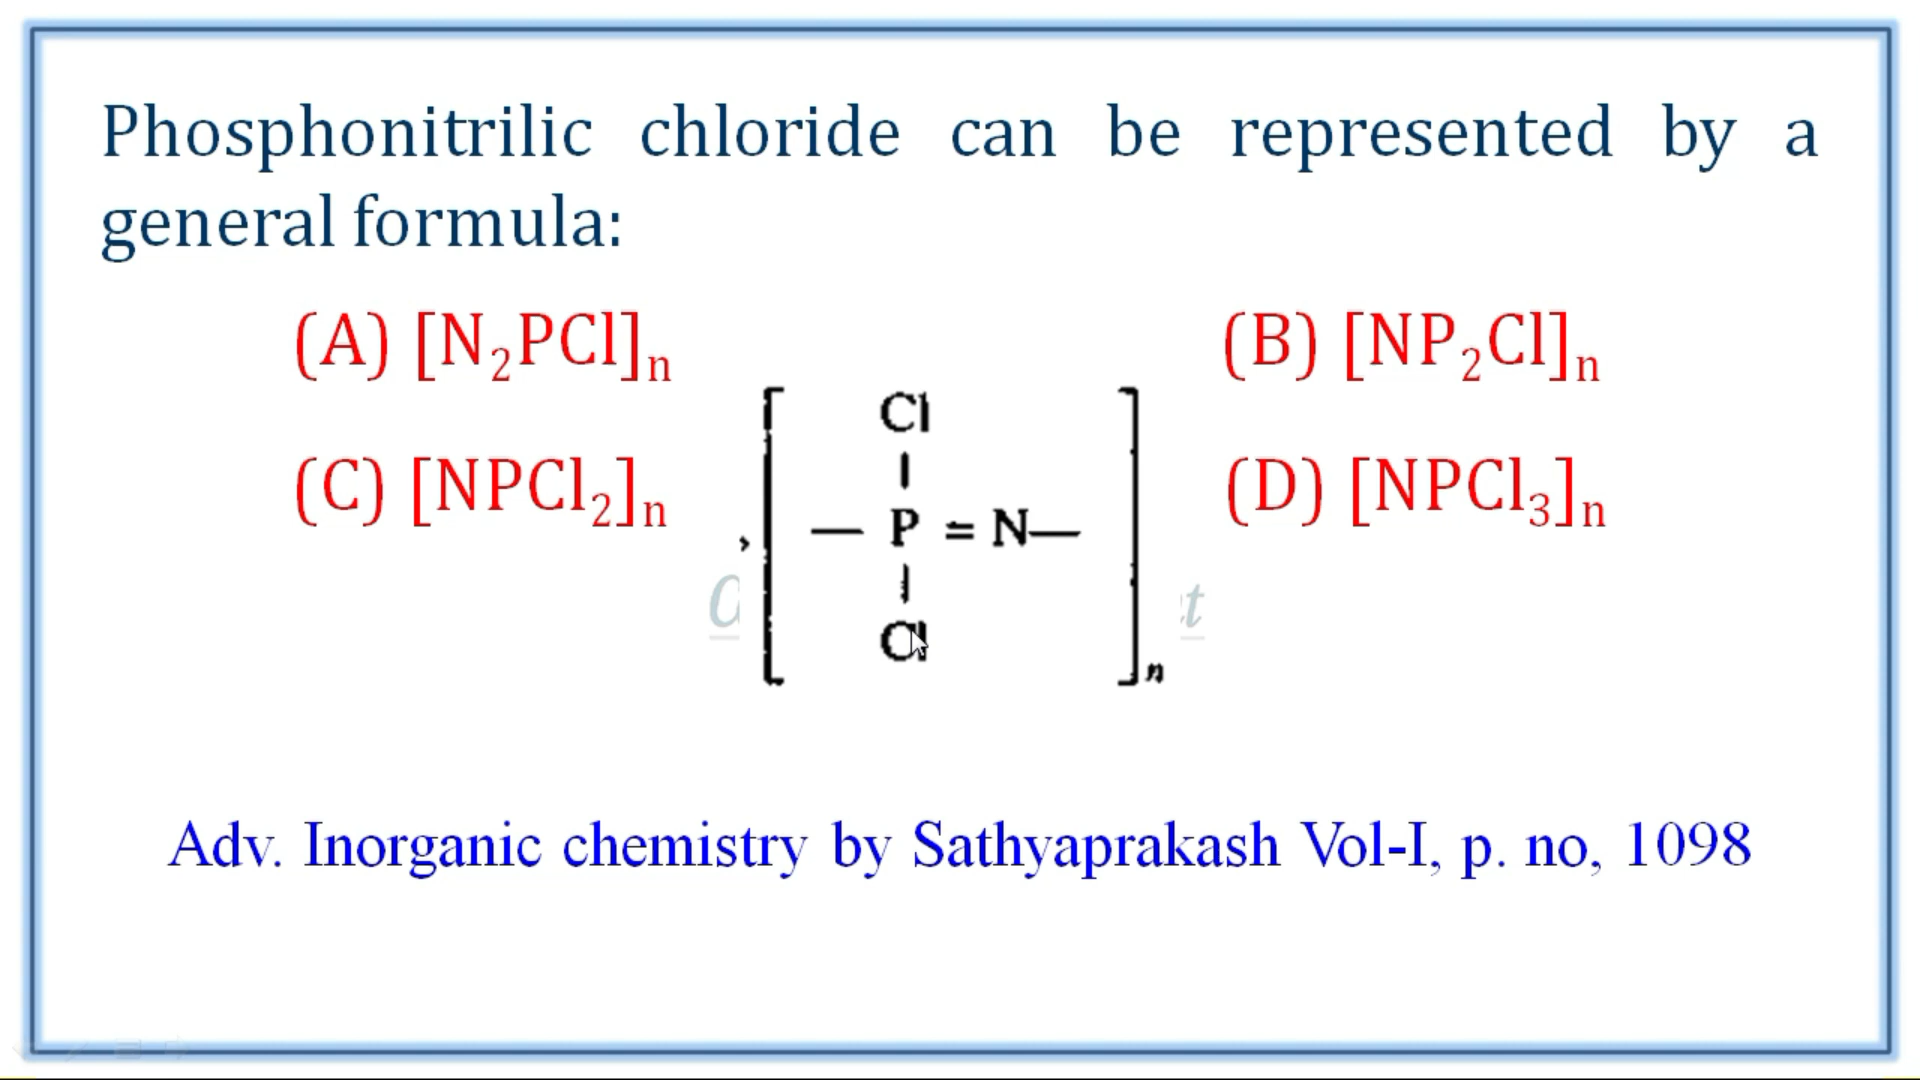 Phosphonitrilic chloride can be represented by a
general formula:
(A) [N₂PCl]ₙ (B) [NP₂Cl]ₙ
(C) [NPCl₂]ₙ (D) [NPCl₃]ₙ
Cl
— P = N—
Cl
n
Adv. Inorganic chemistry by Sathyaprakash Vol-I, p. no, 1098